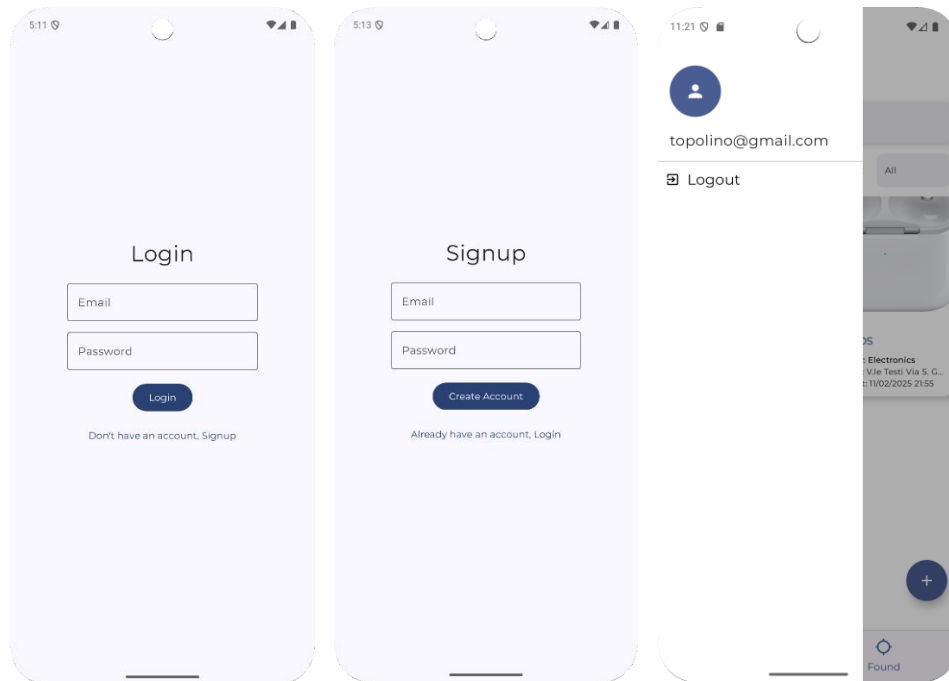 5:11
Login
Email
Password
Login
Don't have an account, Signup
5:13
Signup
Email
Password
Create Account
Already have an account, Login
11:21
topolino@gmail.com
Logout
All
: Electronics
V.le Testi Via S. G...
: 11/02/2025 21:55
+
Found